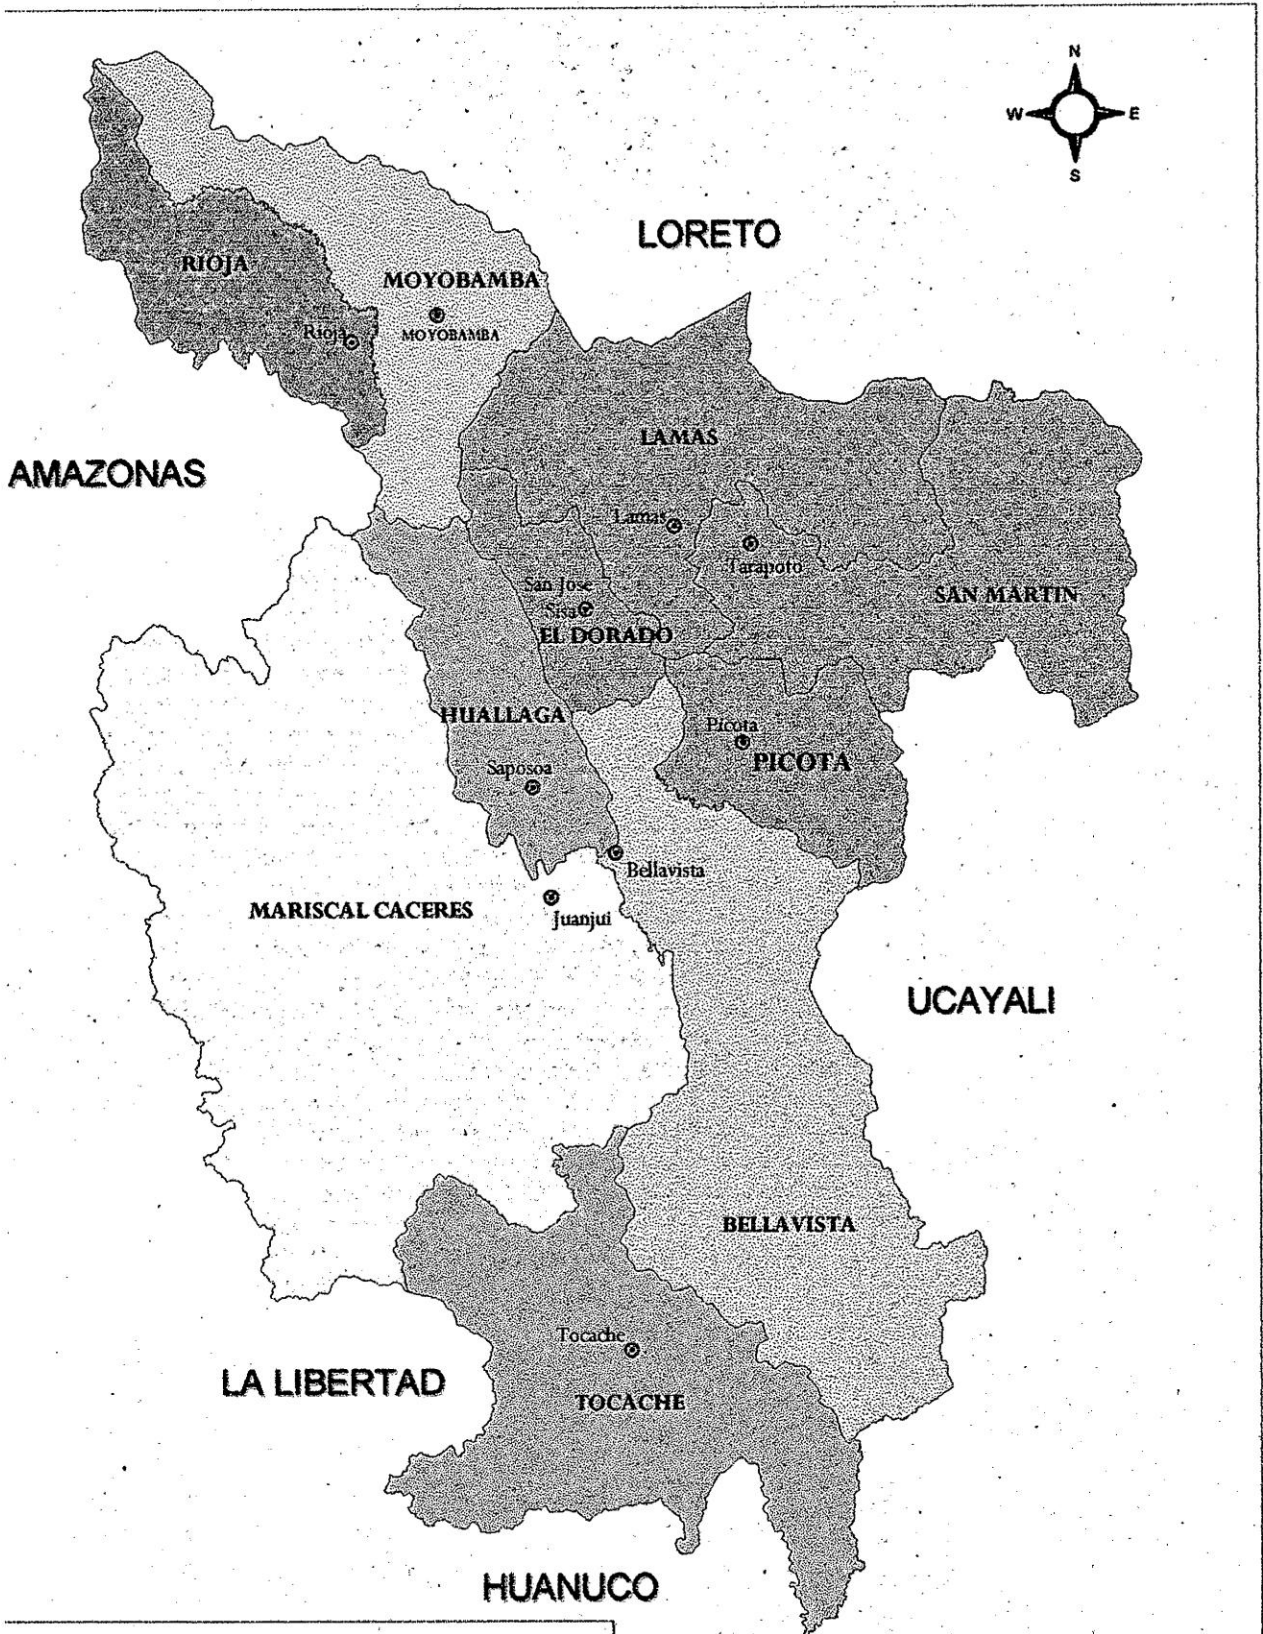 N
W E
S
LORETO
RIOJA
MOYOBAMBA
Rioja
MOYOBAMBA
LAMAS
AMAZONAS
Lamas
Tarapoto
San Jose
Sisa
SAN MARTIN
EL DORADO
HUALLAGA
Picota
PICOTA
Saposoa
Bellavista
MARISCAL CACERES
Juanjui
UCAYALI
BELLAVISTA
Tocache
LA LIBERTAD
TOCACHE
HUANUCO